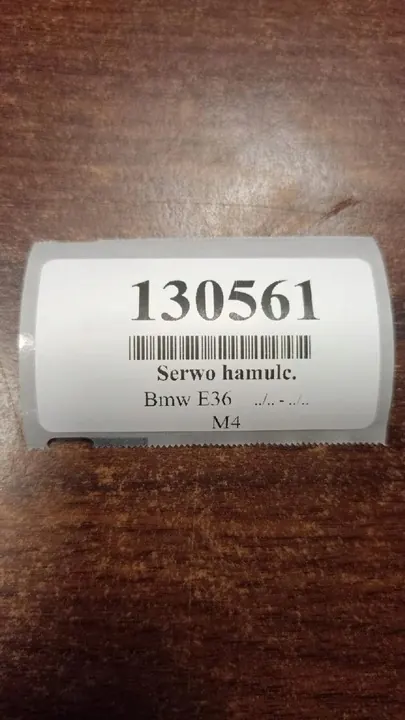 130561
Serwo hamulc.
Bmw E36 ../.. - ../..
M4